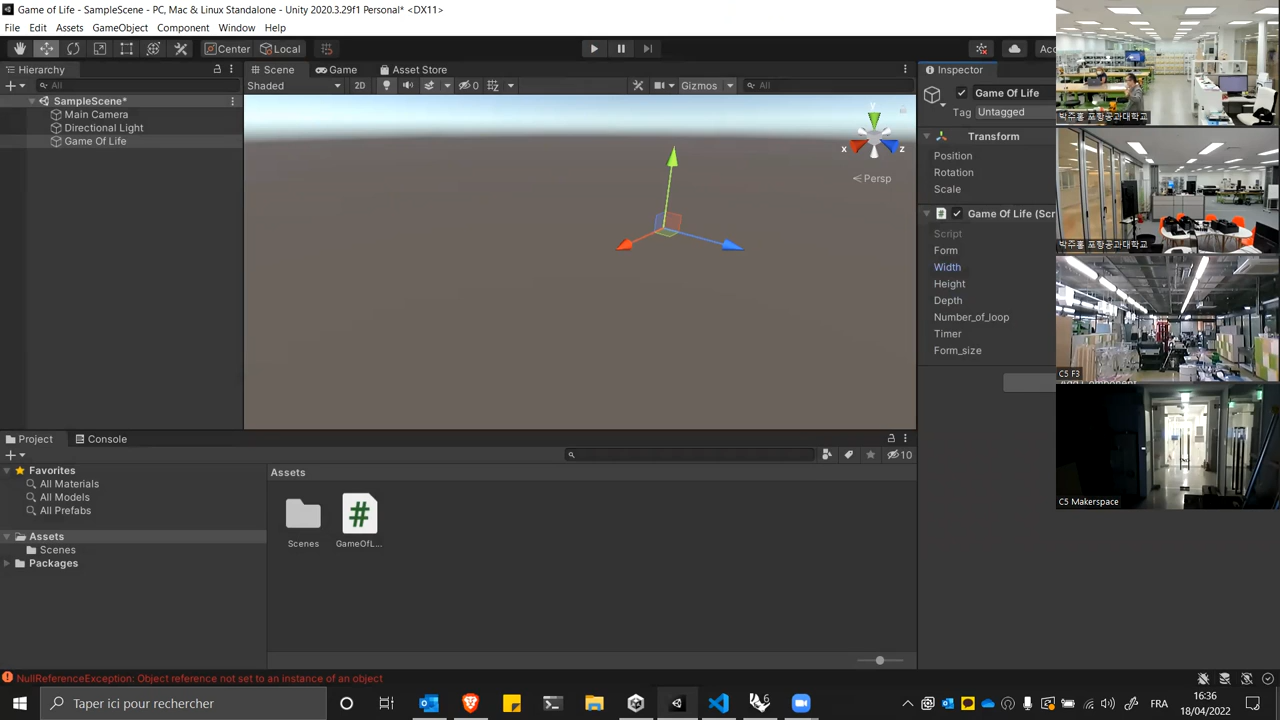 Game of Life - SampleScene - PC, Mac & Linux Standalone - Unity 2020.3.29f1 Personal* <DX11>
File Edit Assets GameObject Component Window Help
Center Local
Hierarchy
All
SampleScene*
Main Camera
Directional Light
Game Of Life
Scene Game Asset Store
Shaded 2D 0 Gizmos All
y
x z
Persp
Inspector
Game Of Life
Tag Untagged
Transform
Position
Rotation
Scale
Game Of Life (Scr
Script
Form
Width
Height
Depth
Number_of_loop
Timer
Form_size
박주홍 포항공과대학교
박주홍 포항공과대학교
C5 F3
C5 Makerspace
Project Console
10
Favorites
All Materials
All Models
All Prefabs
Assets
Scenes
Packages
Assets
Scenes
GameOfL...
NullReferenceException: Object reference not set to an instance of an object
Taper ici pour rechercher
FRA
16:36
18/04/2022